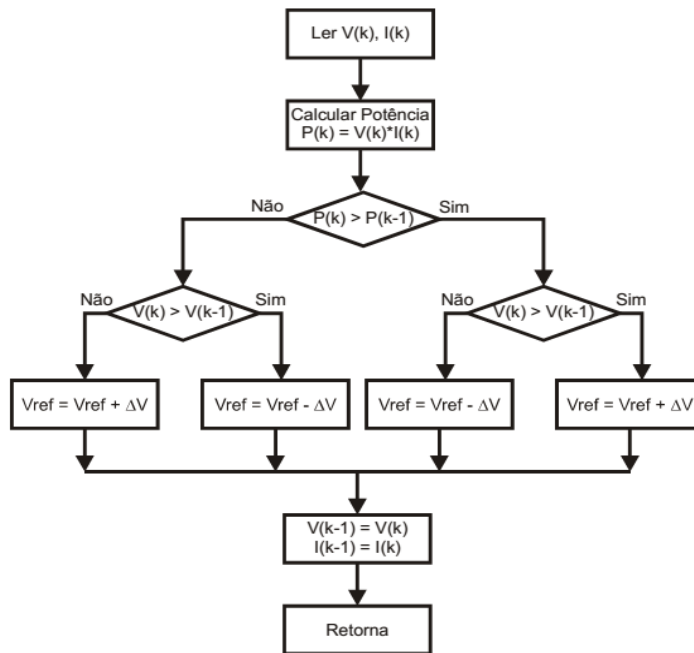 Ler V(k), I(k)
Calcular Potência
P(k) = V(k)*I(k)
Não
P(k) > P(k-1)
Sim
Não
V(k) > V(k-1)
Sim
Não
V(k) > V(k-1)
Sim
Vref = Vref + ΔV
Vref = Vref - ΔV
Vref = Vref - ΔV
Vref = Vref + ΔV
V(k-1) = V(k)
I(k-1) = I(k)
Retorna